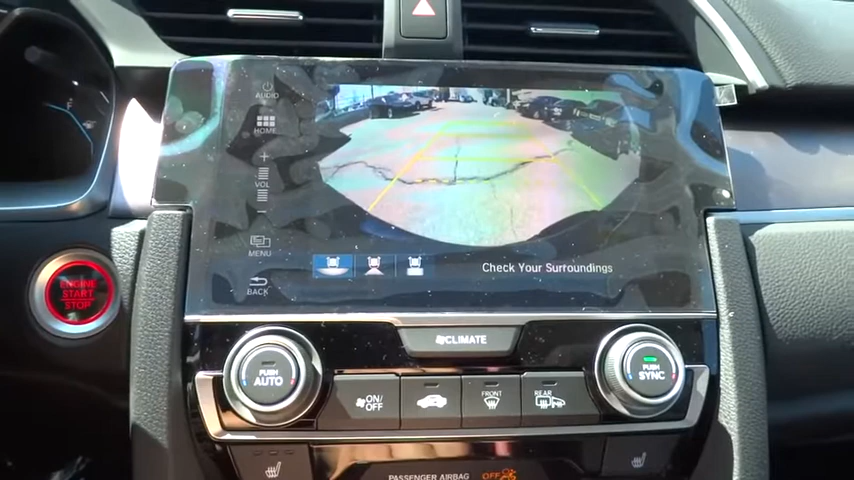 AUDIO
HOME
+
VOL
−
MENU
BACK
Check Your Surroundings
ENGINE
START
STOP
CLIMATE
PUSH
AUTO
PUSH
SYNC
ON/
OFF
FRONT
REAR
PASSENGER AIRBAG
OFF